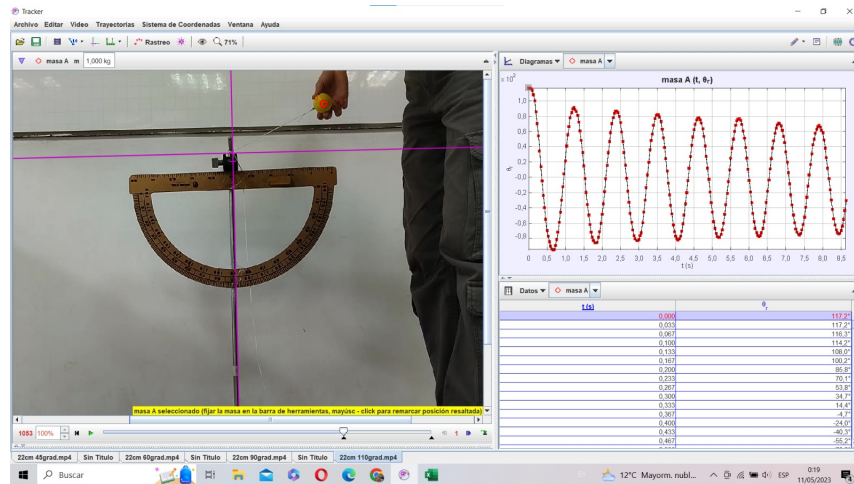 Tracker
Archivo Editar Video Trayectorias Sistema de Coordenadas Ventana Ayuda
Rastreo 71%
masa A m 1,000 kg
Diagramas masa A
masa A (t, θr)
× 10²
1,0
0,8
0,6
0,4
0,2
0
-0,2
-0,4
-0,6
-0,8
θr
0 0,5 1,0 1,5 2,0 2,5 3,0 3,5 4,0 4,5 5,0 5,5 6,0 6,5 7,0 7,5 8,0 8,5
t (s)
Datos masa A
t (s) θr
0,000 117,2°
0,033 117,2°
0,067 116,3°
0,100 114,2°
0,133 108,0°
0,167 100,2°
0,200 85,8°
0,233 70,1°
0,267 53,8°
0,300 34,7°
0,333 14,4°
0,367 -4,7°
0,400 -24,0°
0,433 -40,3°
0,467 -55,2°
masa A seleccionado (fijar la masa en la barra de herramientas, mayúsc - click para remarcar posición resaltada)
1053 100% 1
22cm 45grad.mp4 Sin Título 22cm 60grad.mp4 Sin Título 22cm 90grad.mp4 Sin Título 22cm 110grad.mp4
Buscar
12°C Mayorm. nubl... ESP
0:19
11/05/2023